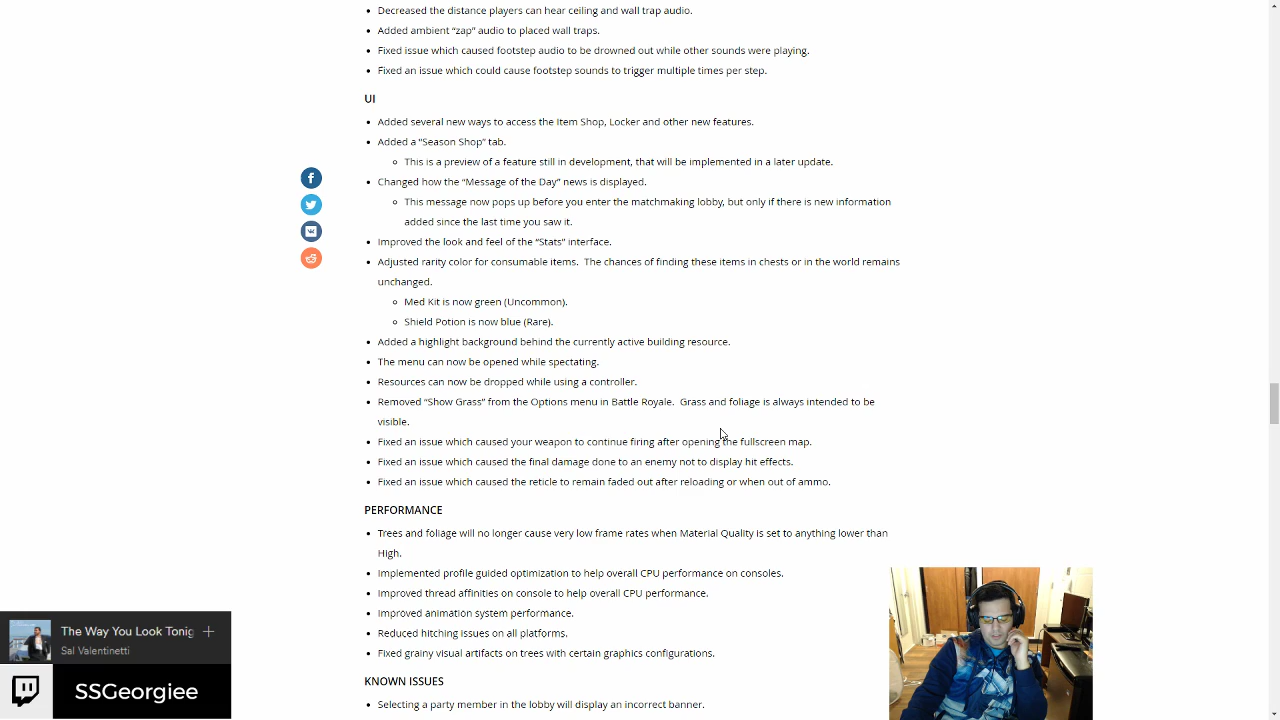 Decreased the distance players can hear ceiling and wall trap audio.
Added ambient “zap” audio to placed wall traps.
Fixed issue which caused footstep audio to be drowned out while other sounds were playing.
Fixed an issue which could cause footstep sounds to trigger multiple times per step.
UI
Added several new ways to access the Item Shop, Locker and other new features.
Added a “Season Shop” tab.
This is a preview of a feature still in development, that will be implemented in a later update.
Changed how the “Message of the Day” news is displayed.
This message now pops up before you enter the matchmaking lobby, but only if there is new information
added since the last time you saw it.
Improved the look and feel of the “Stats” interface.
Adjusted rarity color for consumable items.  The chances of finding these items in chests or in the world remains
unchanged.
Med Kit is now green (Uncommon).
Shield Potion is now blue (Rare).
Added a highlight background behind the currently active building resource.
The menu can now be opened while spectating.
Resources can now be dropped while using a controller.
Removed “Show Grass” from the Options menu in Battle Royale.  Grass and foliage is always intended to be
visible.
Fixed an issue which caused your weapon to continue firing after opening the fullscreen map.
Fixed an issue which caused the final damage done to an enemy not to display hit effects.
Fixed an issue which caused the reticle to remain faded out after reloading or when out of ammo.
PERFORMANCE
Trees and foliage will no longer cause very low frame rates when Material Quality is set to anything lower than
High.
Implemented profile guided optimization to help overall CPU performance on consoles.
Improved thread affinities on console to help overall CPU performance.
Improved animation system performance.
Reduced hitching issues on all platforms.
Fixed grainy visual artifacts on trees with certain graphics configurations.
KNOWN ISSUES
Selecting a party member in the lobby will display an incorrect banner.
The Way You Look Tonig
Sal Valentinetti
SSGeorgiee